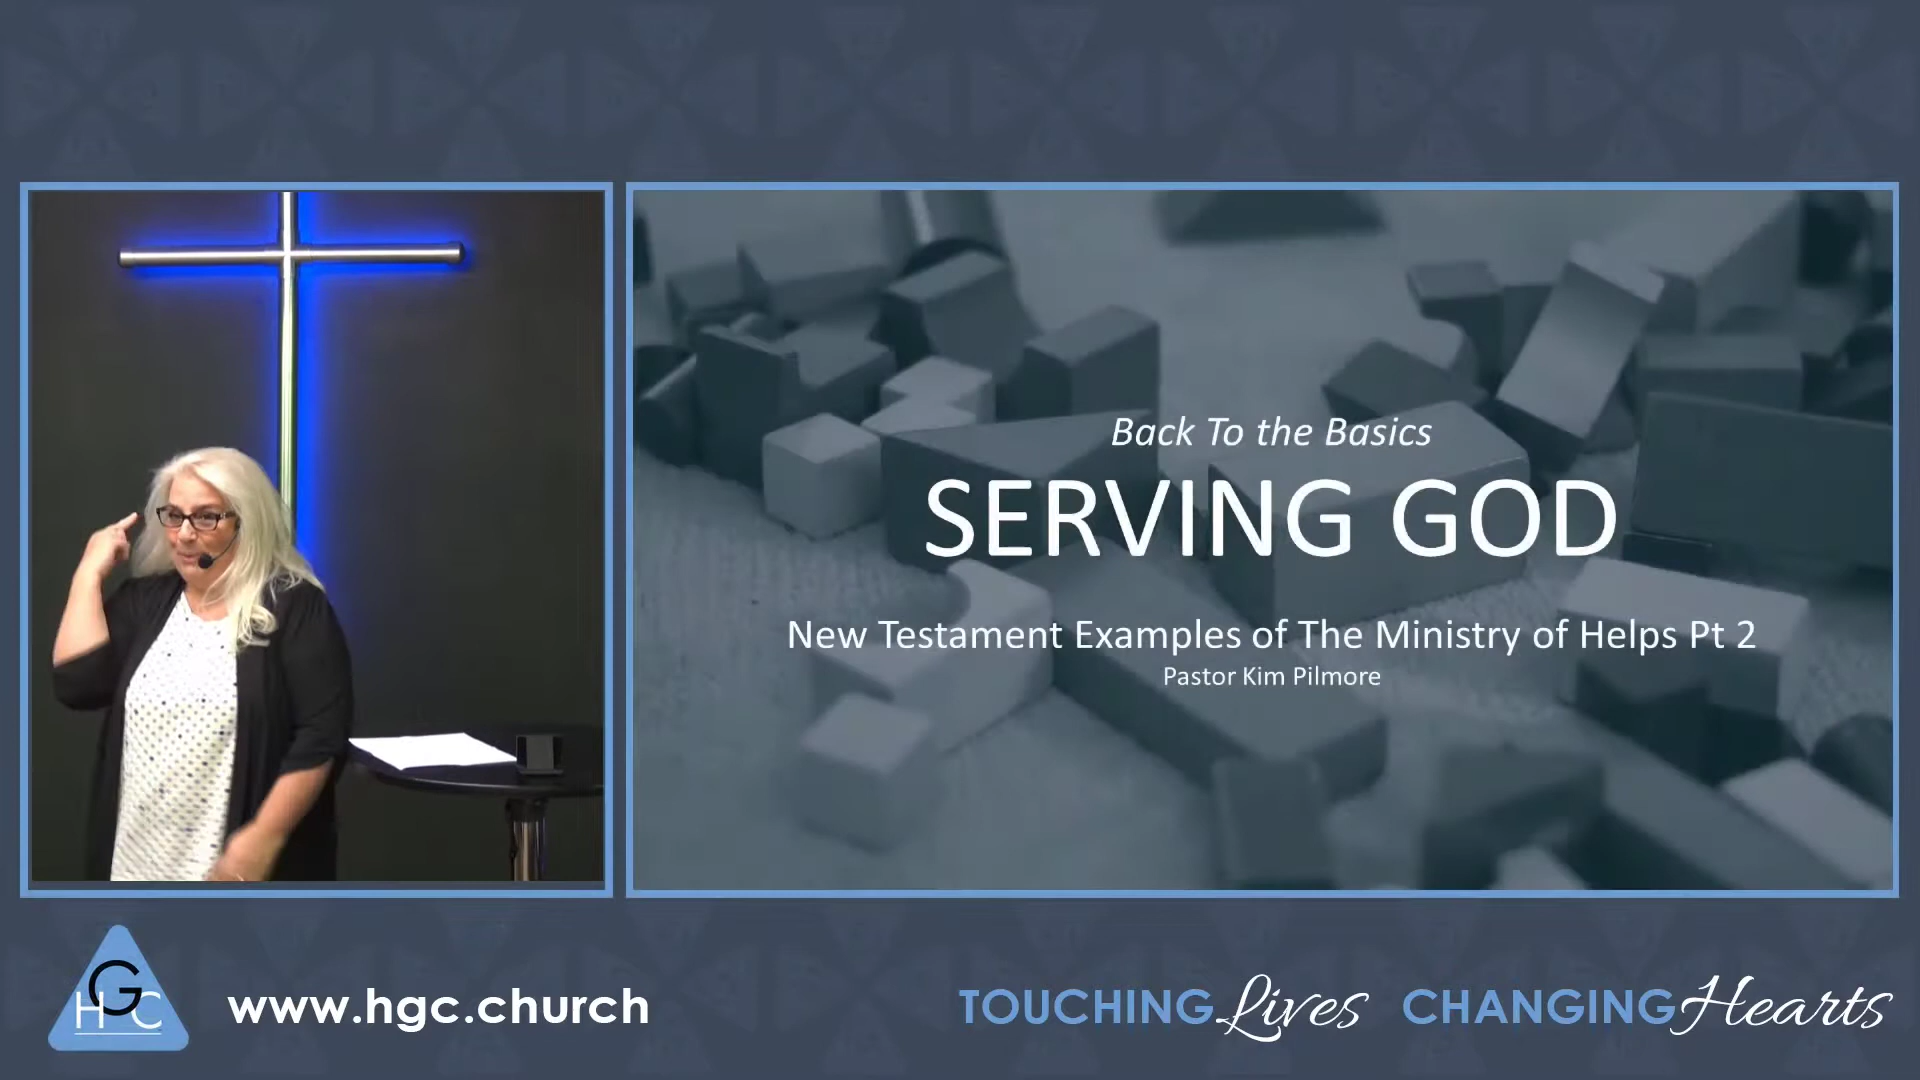 Back To the Basics
SERVING GOD
New Testament Examples of The Ministry of Helps Pt 2
Pastor Kim Pilmore
HGC
www.hgc.church
TOUCHING Lives CHANGING Hearts